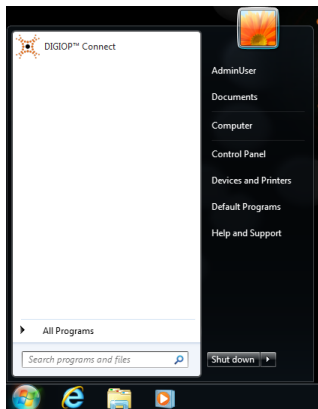 DIGIOP™ Connect
AdminUser
Documents
Computer
Control Panel
Devices and Printers
Default Programs
Help and Support
All Programs
Search programs and files
Shut down